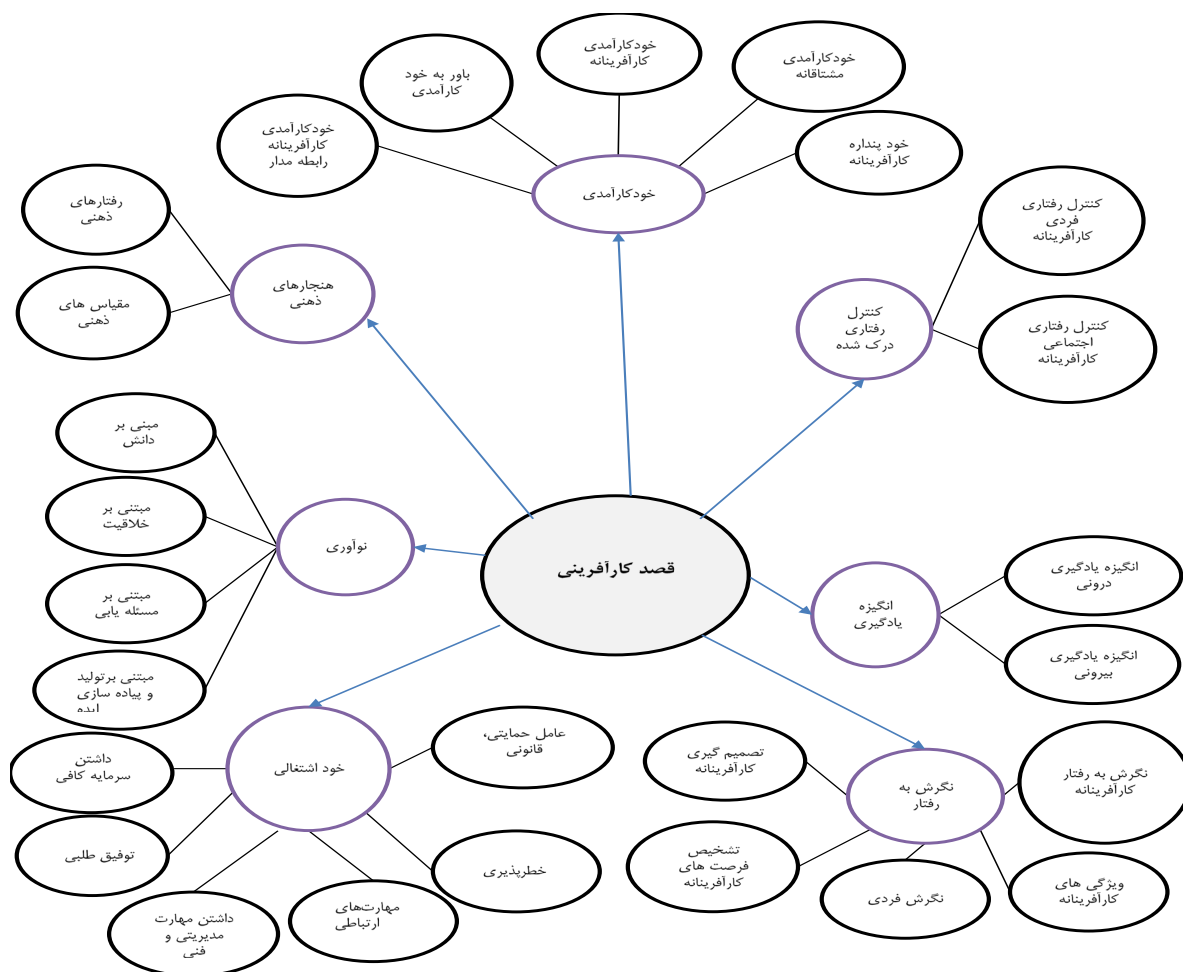 خودکارآمدی
کارآفرینانه
خودکارآمدی
مشتاقانه
باور به خود
کارآمدی
خودکارآمدی
کارآفرینانه
رابطه مدار
خود پنداره
کارآفرینانه
خودکارآمدی
کنترل رفتاری
فردی
کارآفرینانه
کنترل رفتاری
اجتماعی
کارآفرینانه
کنترل
رفتاری
درک شده
رفتارهای
ذهنی
مقیاس های
ذهنی
هنجارهای
ذهنی
مبنی بر
دانش
مبتنی بر
خلاقیت
مبتنی بر
مسئله یابی
مبتنی برتولید
و پیاده سازی
ایده
نوآوری
قصد کارآفرینی
انگیزه
یادگیری
انگیزه یادگیری
درونی
انگیزه یادگیری
بیرونی
عامل حمایتی،
قانونی
خود اشتغالی
داشتن
سرمایه کافی
توفیق طلبی
داشتن مهارت
مدیریتی و
فنی
مهارت‌های
ارتباطی
خطرپذیری
تصمیم گیری
کارآفرینانه
نگرش به
رفتار
نگرش به رفتار
کارآفرینانه
تشخیص
فرصت های
کارآفرینانه
نگرش فردی
ویژگی های
کارآفرینانه